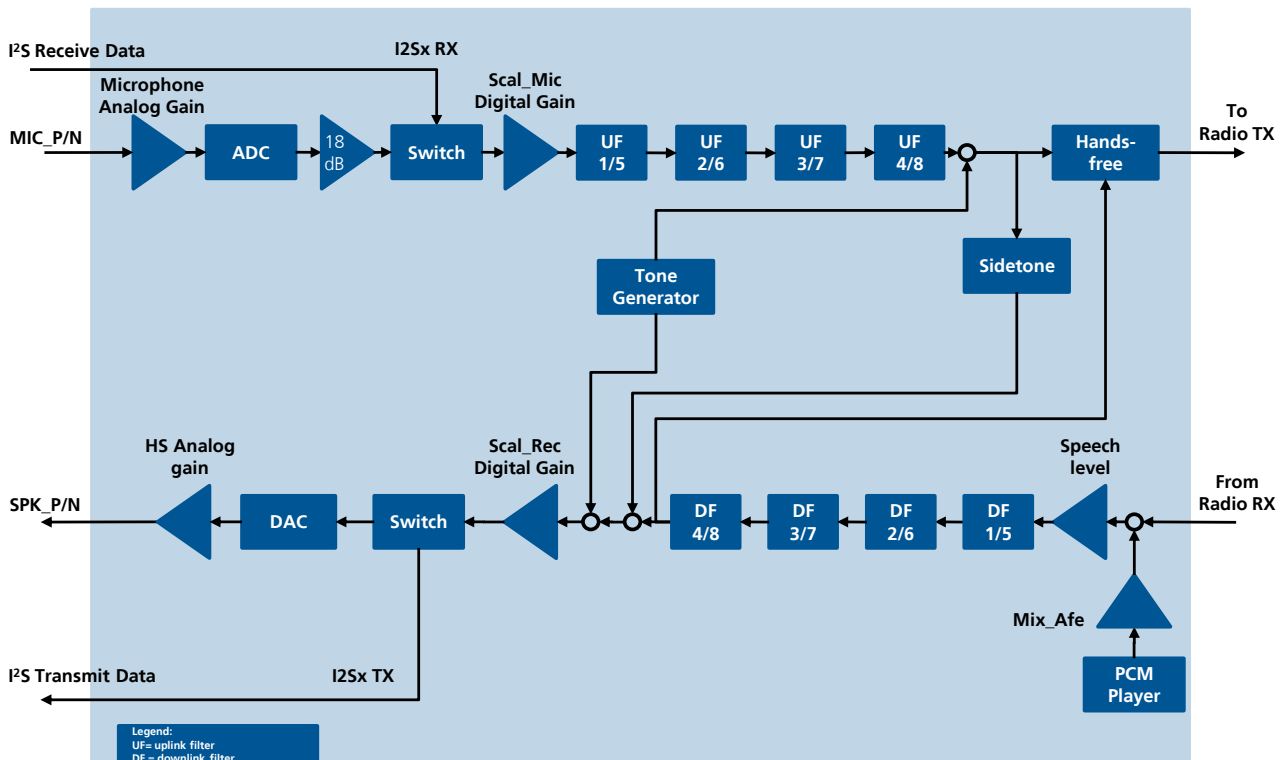 I²S Receive Data
I2Sx RX
Microphone
Analog Gain
Scal_Mic
Digital Gain
MIC_P/N
ADC
18
dB
Switch
UF
1/5
UF
2/6
UF
3/7
UF
4/8
Hands-
free
To
Radio TX
Tone
Generator
Sidetone
HS Analog
gain
Scal_Rec
Digital Gain
Speech
level
From
Radio RX
SPK_P/N
DAC
Switch
DF
4/8
DF
3/7
DF
2/6
DF
1/5
Mix_Afe
PCM
Player
I²S Transmit Data
I2Sx TX
Legend:
UF= uplink filter
DF = downlink filter